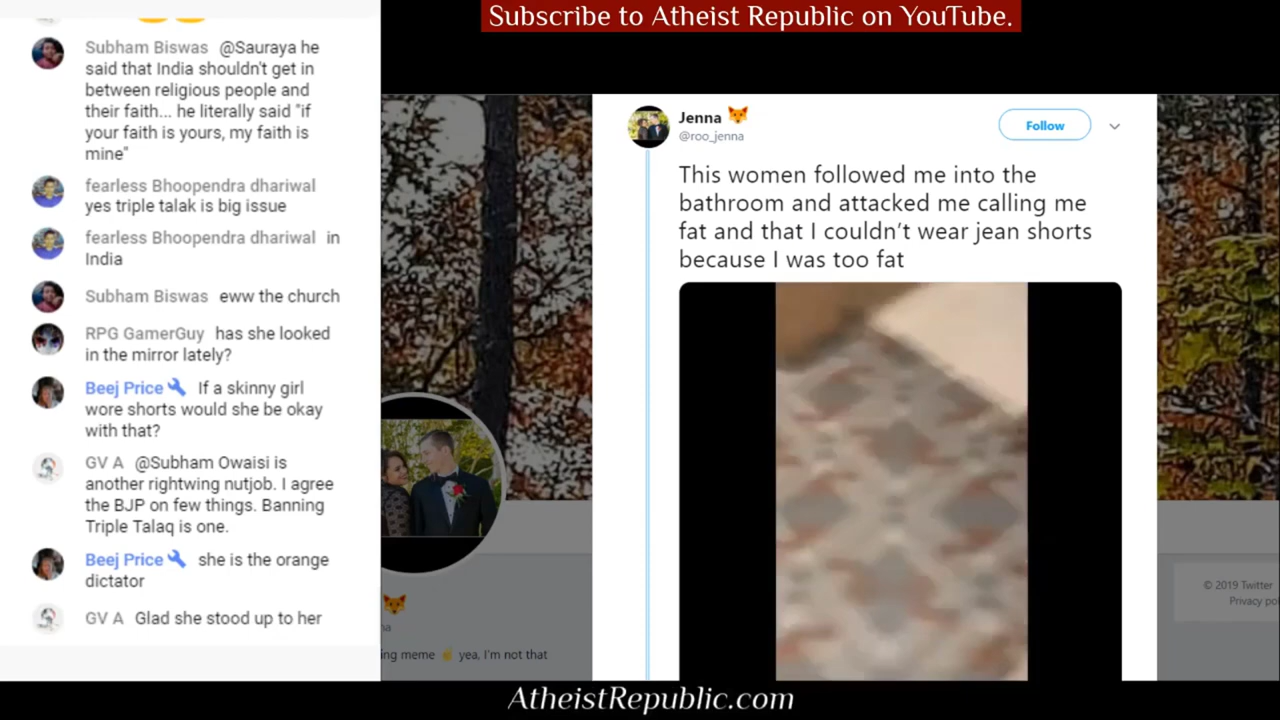 Subscribe to Atheist Republic on YouTube.
Subham Biswas @Sauraya he
said that India shouldn't get in
between religious people and
their faith... he literally said "if
your faith is yours, my faith is
mine"
fearless Bhoopendra dhariwal
yes triple talak is big issue
fearless Bhoopendra dhariwal in
India
Subham Biswas eww the church
RPG GamerGuy has she looked
in the mirror lately?
Beej Price If a skinny girl
wore shorts would she be okay
with that?
GV A @Subham Owaisi is
another rightwing nutjob. I agree
the BJP on few things. Banning
Triple Talaq is one.
Beej Price she is the orange
dictator
GV A Glad she stood up to her
Jenna
@roo_jenna
Follow
This women followed me into the
bathroom and attacked me calling me
fat and that I couldn't wear jean shorts
because I was too fat
na
ing meme yea, I'm not that
© 2019 Twitter
Privacy pol
AtheistRepublic.com